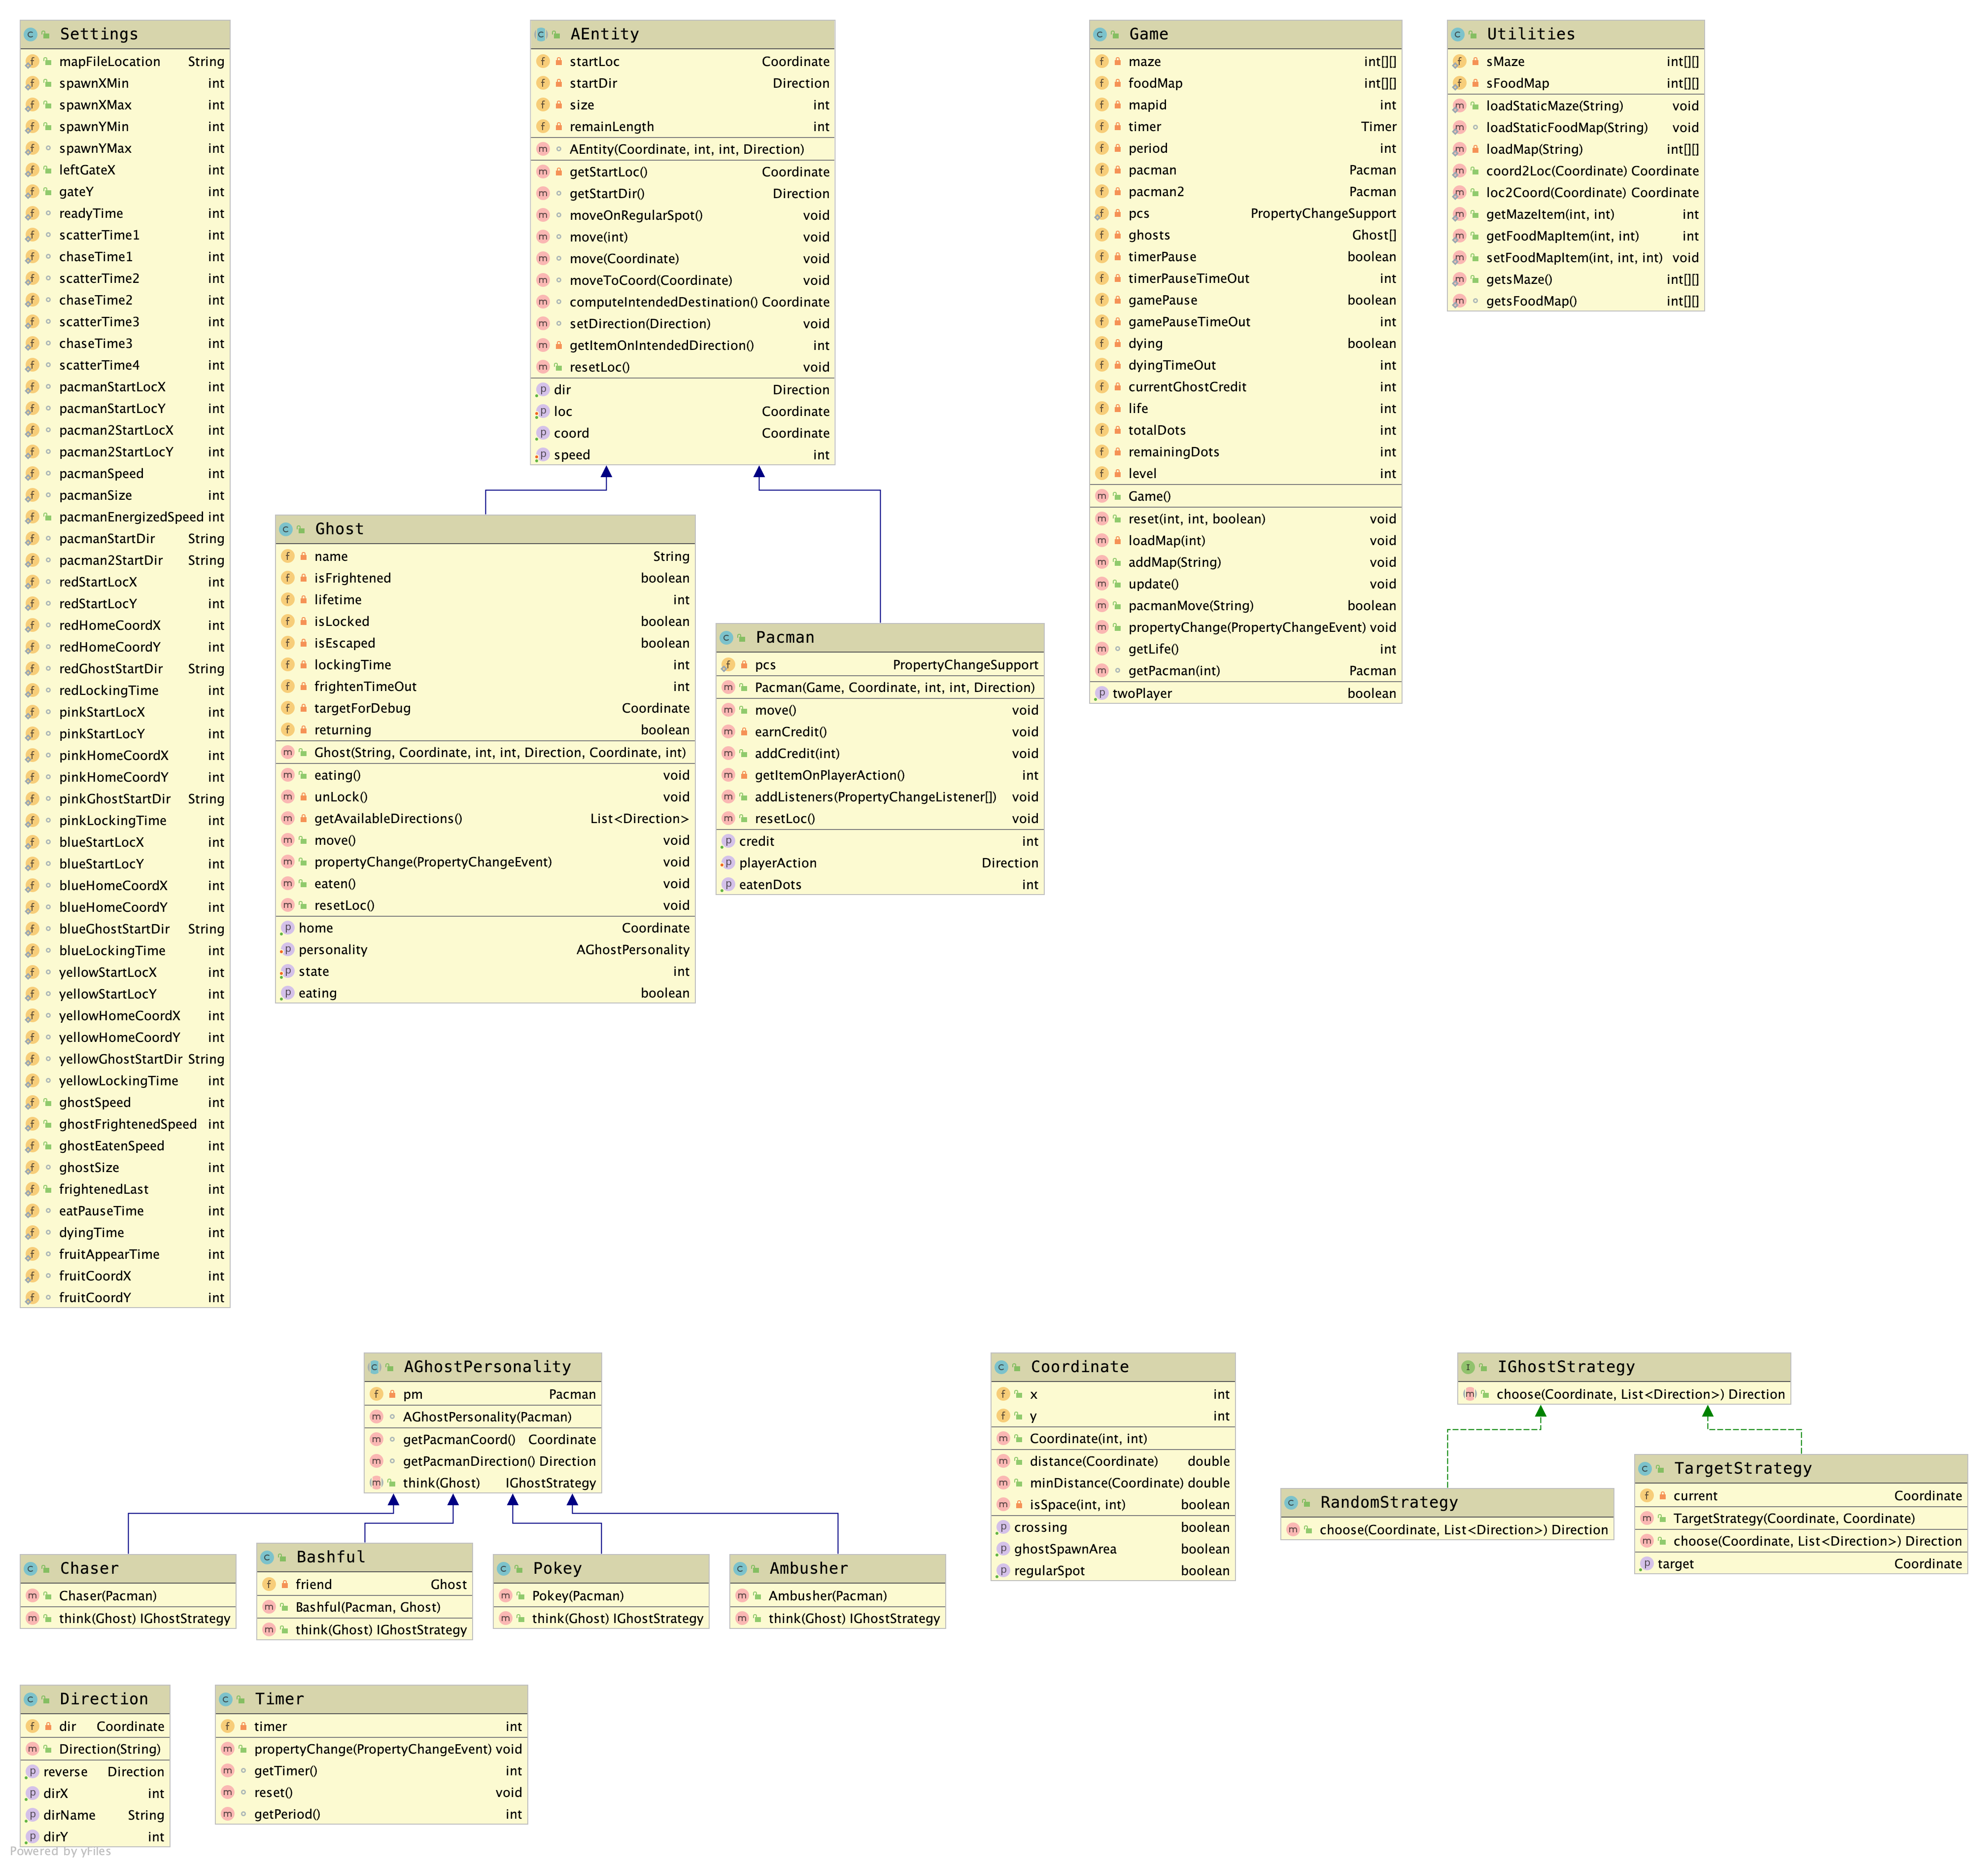 Settings
mapFileLocation String
spawnXMin int
spawnXMax int
spawnYMin int
spawnYMax int
leftGateX int
gateY int
readyTime int
scatterTime1 int
chaseTime1 int
scatterTime2 int
chaseTime2 int
scatterTime3 int
chaseTime3 int
scatterTime4 int
pacmanStartLocX int
pacmanStartLocY int
pacman2StartLocX int
pacman2StartLocY int
pacmanSpeed int
pacmanSize int
pacmanEnergizedSpeed int
pacmanStartDir String
pacman2StartDir String
redStartLocX int
redStartLocY int
redHomeCoordX int
redHomeCoordY int
redGhostStartDir String
redLockingTime int
pinkStartLocX int
pinkStartLocY int
pinkHomeCoordX int
pinkHomeCoordY int
pinkGhostStartDir String
pinkLockingTime int
blueStartLocX int
blueStartLocY int
blueHomeCoordX int
blueHomeCoordY int
blueGhostStartDir String
blueLockingTime int
yellowStartLocX int
yellowStartLocY int
yellowHomeCoordX int
yellowHomeCoordY int
yellowGhostStartDir String
yellowLockingTime int
ghostSpeed int
ghostFrightenedSpeed int
ghostEatenSpeed int
ghostSize int
frightenedLast int
eatPauseTime int
dyingTime int
fruitAppearTime int
fruitCoordX int
fruitCoordY int
AEntity
startLoc Coordinate
startDir Direction
size int
remainLength int
AEntity(Coordinate, int, int, Direction)
getStartLoc() Coordinate
getStartDir() Direction
moveOnRegularSpot() void
move(int) void
move(Coordinate) void
moveToCoord(Coordinate) void
computeIntendedDestination() Coordinate
setDirection(Direction) void
getItemOnIntendedDirection() int
resetLoc() void
dir Direction
loc Coordinate
coord Coordinate
speed int
Ghost
name String
isFrightened boolean
lifetime int
isLocked boolean
isEscaped boolean
lockingTime int
frightenTimeOut int
targetForDebug Coordinate
returning boolean
Ghost(String, Coordinate, int, int, Direction, Coordinate, int)
eating() void
unLock() void
getAvailableDirections() List<Direction>
move() void
propertyChange(PropertyChangeEvent) void
eaten() void
resetLoc() void
home Coordinate
personality AGhostPersonality
state int
eating boolean
Pacman
pcs PropertyChangeSupport
Pacman(Game, Coordinate, int, int, Direction)
move() void
earnCredit() void
addCredit(int) void
getItemOnPlayerAction() int
addListeners(PropertyChangeListener[]) void
resetLoc() void
credit int
playerAction Direction
eatenDots int
Game
maze int[][]
foodMap int[][]
mapid int
timer Timer
period int
pacman Pacman
pacman2 Pacman
pcs PropertyChangeSupport
ghosts Ghost[]
timerPause boolean
timerPauseTimeOut int
gamePause boolean
gamePauseTimeOut int
dying boolean
dyingTimeOut int
currentGhostCredit int
life int
totalDots int
remainingDots int
level int
Game()
reset(int, int, boolean) void
loadMap(int) void
addMap(String) void
update() void
pacmanMove(String) boolean
propertyChange(PropertyChangeEvent) void
getLife() int
getPacman(int) Pacman
twoPlayer boolean
Utilities
sMaze int[][]
sFoodMap int[][]
loadStaticMaze(String) void
loadStaticFoodMap(String) void
loadMap(String) int[][]
coord2Loc(Coordinate) Coordinate
loc2Coord(Coordinate) Coordinate
getMazeItem(int, int) int
getFoodMapItem(int, int) int
setFoodMapItem(int, int, int) void
getsMaze() int[][]
getsFoodMap() int[][]
AGhostPersonality
pm Pacman
AGhostPersonality(Pacman)
getPacmanCoord() Coordinate
getPacmanDirection() Direction
think(Ghost) IGhostStrategy
Chaser
Chaser(Pacman)
think(Ghost) IGhostStrategy
Bashful
friend Ghost
Bashful(Pacman, Ghost)
think(Ghost) IGhostStrategy
Pokey
Pokey(Pacman)
think(Ghost) IGhostStrategy
Ambusher
Ambusher(Pacman)
think(Ghost) IGhostStrategy
Coordinate
x int
y int
Coordinate(int, int)
distance(Coordinate) double
minDistance(Coordinate) double
isSpace(int, int) boolean
crossing boolean
ghostSpawnArea boolean
regularSpot boolean
IGhostStrategy
choose(Coordinate, List<Direction>) Direction
RandomStrategy
choose(Coordinate, List<Direction>) Direction
TargetStrategy
current Coordinate
TargetStrategy(Coordinate, Coordinate)
choose(Coordinate, List<Direction>) Direction
target Coordinate
Direction
dir Coordinate
Direction(String)
reverse Direction
dirX int
dirName String
dirY int
Timer
timer int
propertyChange(PropertyChangeEvent) void
getTimer() int
reset() void
getPeriod() int
Powered by yFiles